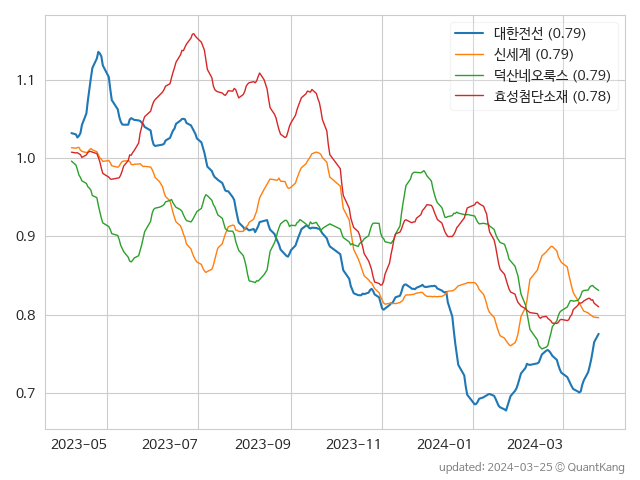 대한전선 (0.79)
신세계 (0.79)
덕산네오룩스 (0.79)
효성첨단소재 (0.78)
1.1
1.0
0.9
0.8
0.7
2023-05 2023-07 2023-09 2023-11 2024-01 2024-03
updated: 2024-03-25 © QuantKang